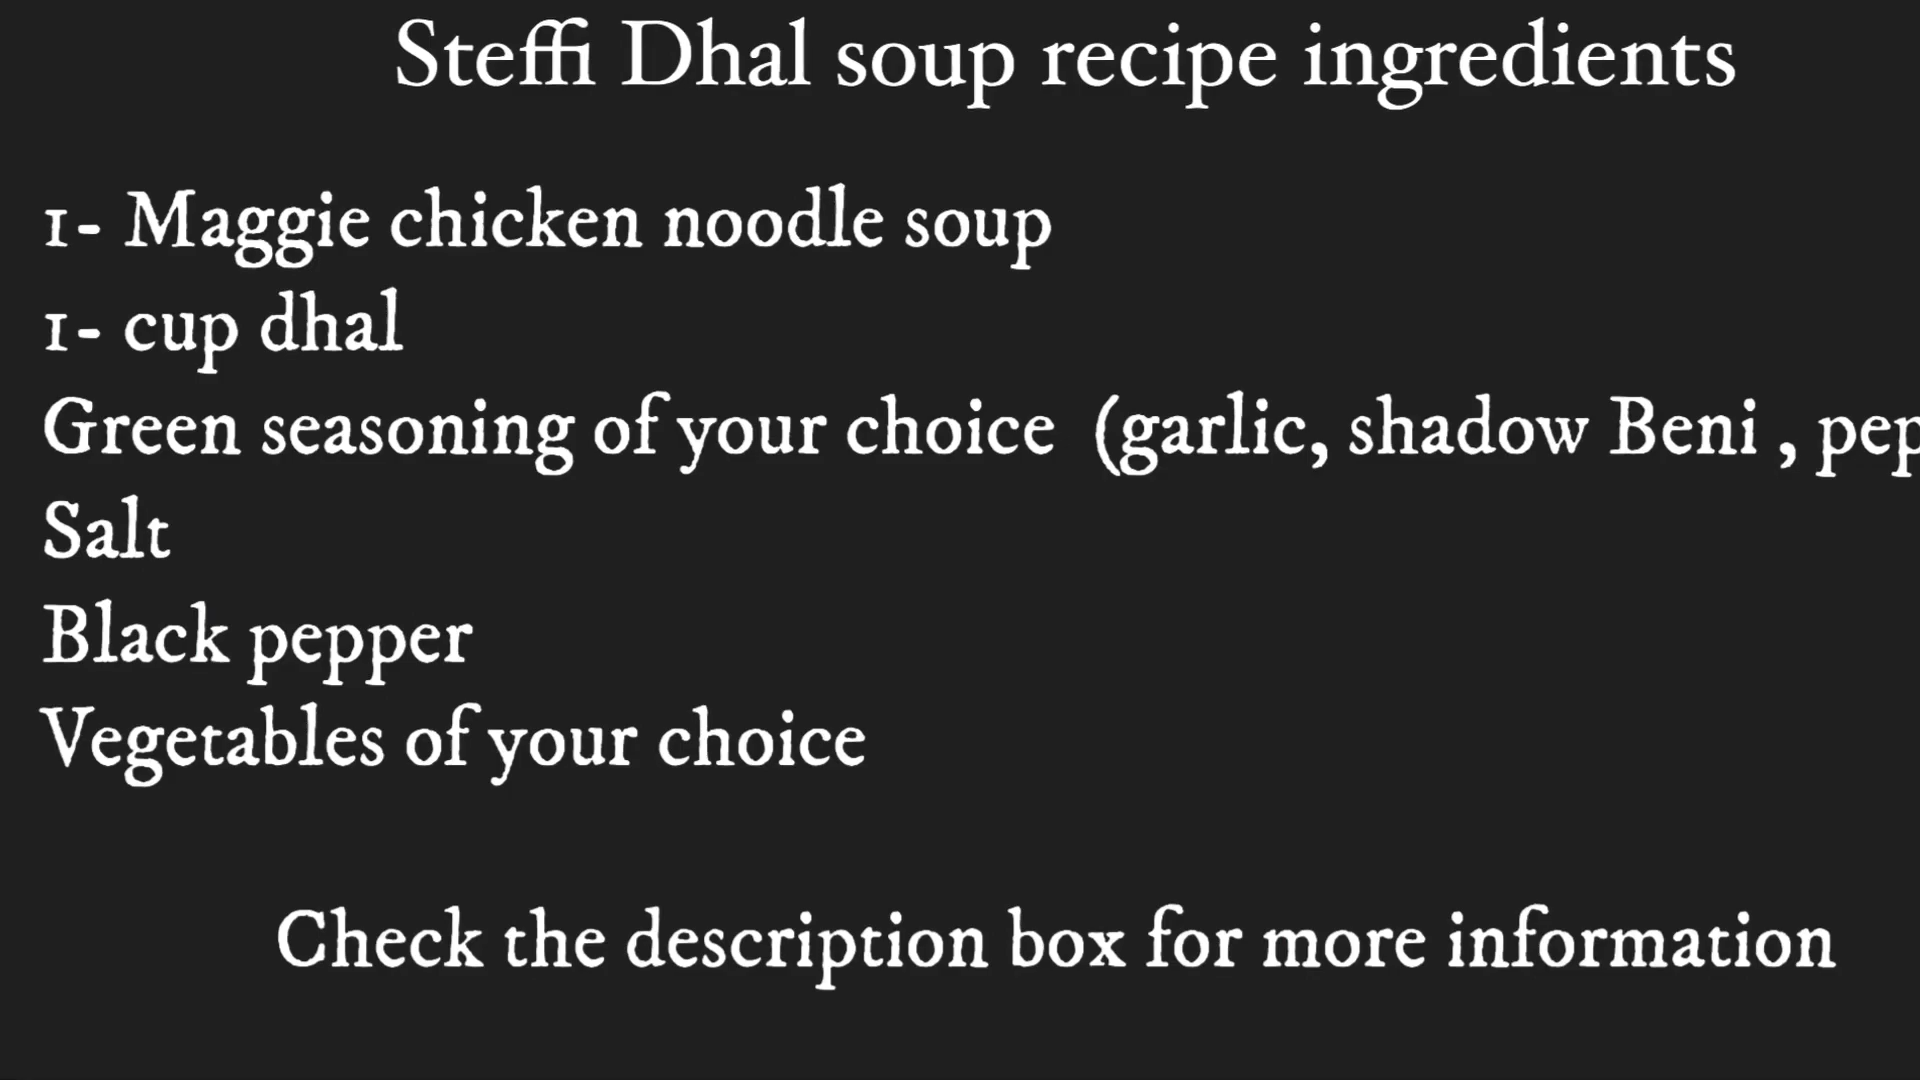 Steffi Dhal soup recipe ingredients
1- Maggie chicken noodle soup
1- cup dhal
Green seasoning of your choice (garlic, shadow Beni , pep
Salt
Black pepper
Vegetables of your choice
Check the description box for more information